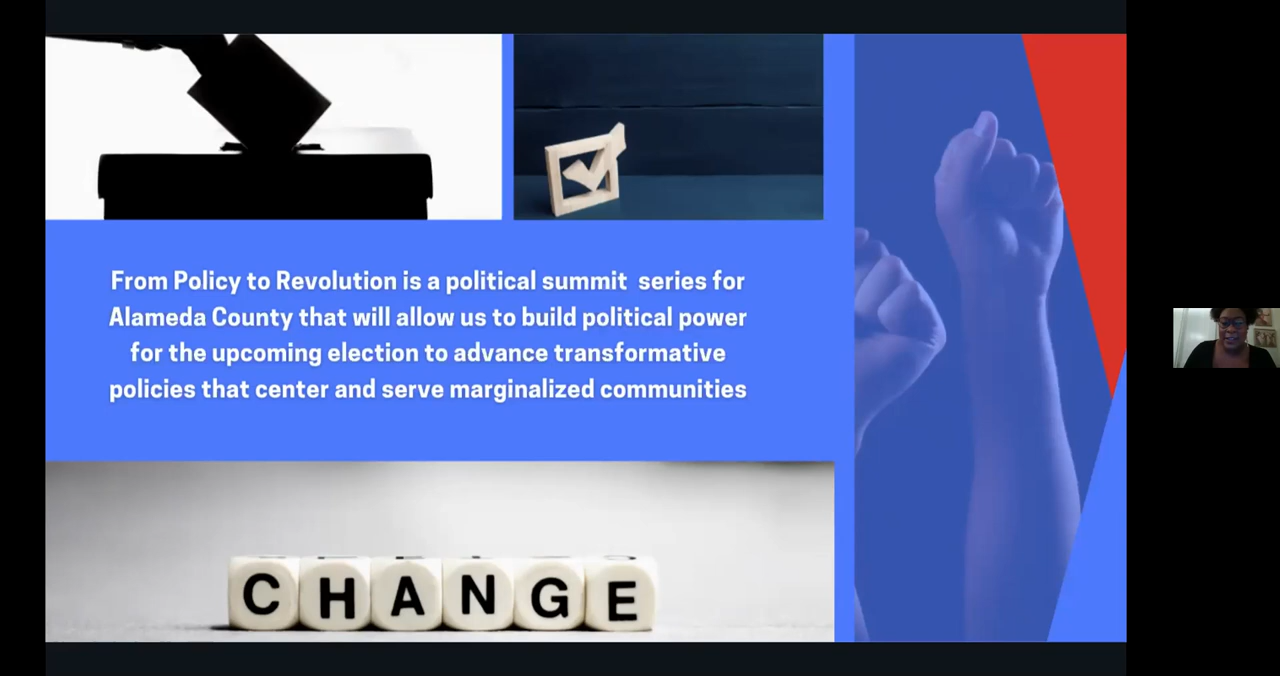 From Policy to Revolution is a political summit series for
Alameda County that will allow us to build political power
for the upcoming election to advance transformative
policies that center and serve marginalized communities
CHANGE